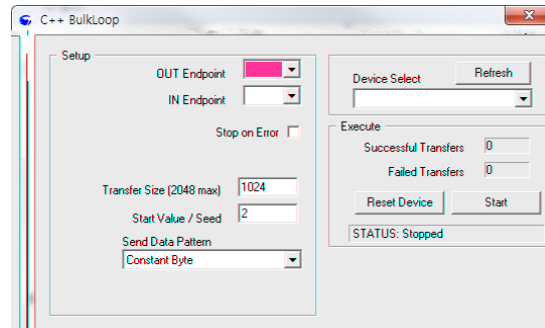 C++ BulkLoop
Setup
OUT Endpoint
IN Endpoint
Stop on Error
Transfer Size (2048 max) 1024
Start Value / Seed 2
Send Data Pattern
Constant Byte
Device Select Refresh
Execute
Successful Transfers 0
Failed Transfers 0
Reset Device Start
STATUS: Stopped